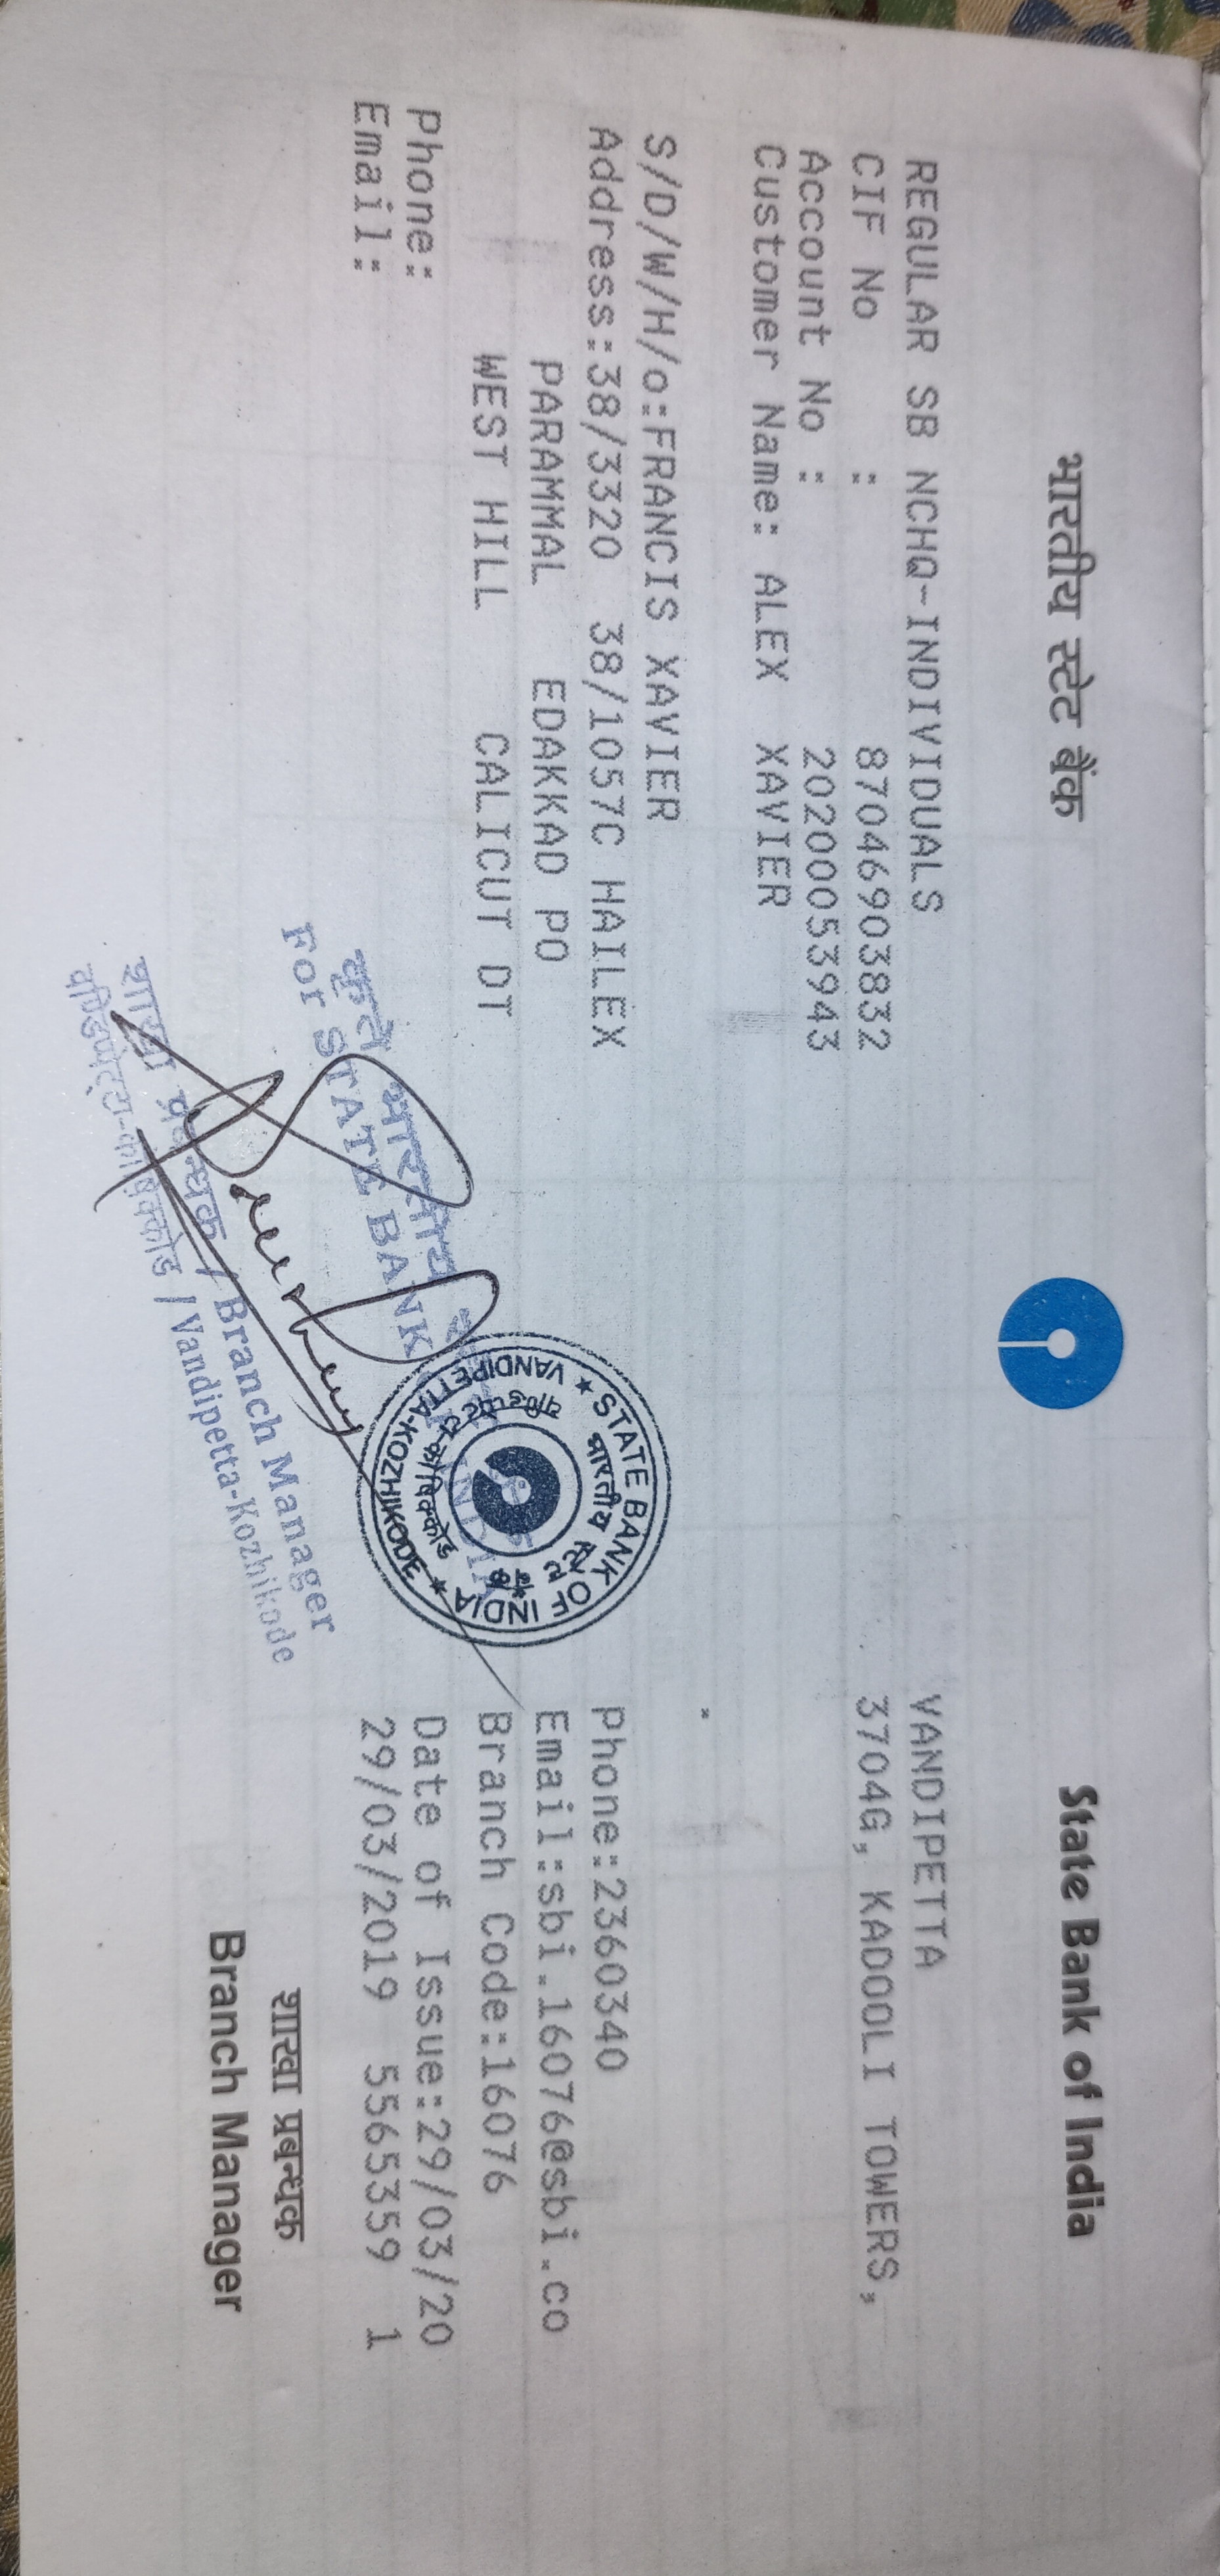 भारतीय स्टेट बैंक
State Bank of India
REGULAR SB NCHQ-INDIVIDUALS
CIF No : 87046903832
Account No : 20200053943
Customer Name: ALEX XAVIER
VANDIPETTA
3704G, KADOOLI TOWERS,
S/D/W/H/o:FRANCIS XAVIER
Address:38/3320 38/1057C HAILEX
PARAMMAL EDAKKAD PO
WEST HILL CALICUT DT
Phone:
Email:
Phone:2360340
Email:sbi.16076@sbi.co
Branch Code:16076
Date of Issue:29/03/20
29/03/2019 5565359 1
कृते भारतीय
For STATE BANK
STATE BANK OF INDIA
भारतीय स्टेट बैंक
VANDIPETTA-KOZHIKODE
शाखा प्रबन्धक / Branch Manager
/ Vandipetta-Kozhikode
शाखा प्रबन्धक
Branch Manager